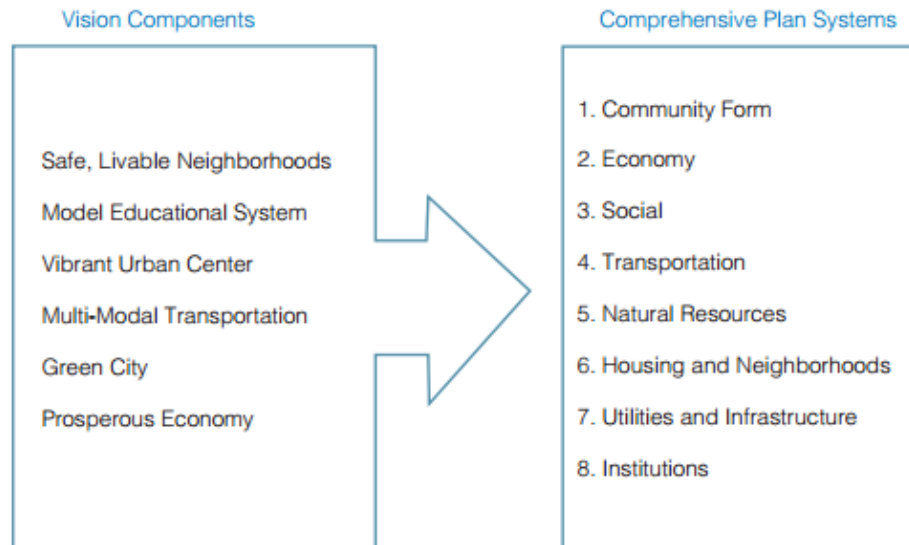 Vision Components
Safe, Livable Neighborhoods
Model Educational System
Vibrant Urban Center
Multi-Modal Transportation
Green City
Prosperous Economy
Comprehensive Plan Systems
1. Community Form
2. Economy
3. Social
4. Transportation
5. Natural Resources
6. Housing and Neighborhoods
7. Utilities and Infrastructure
8. Institutions